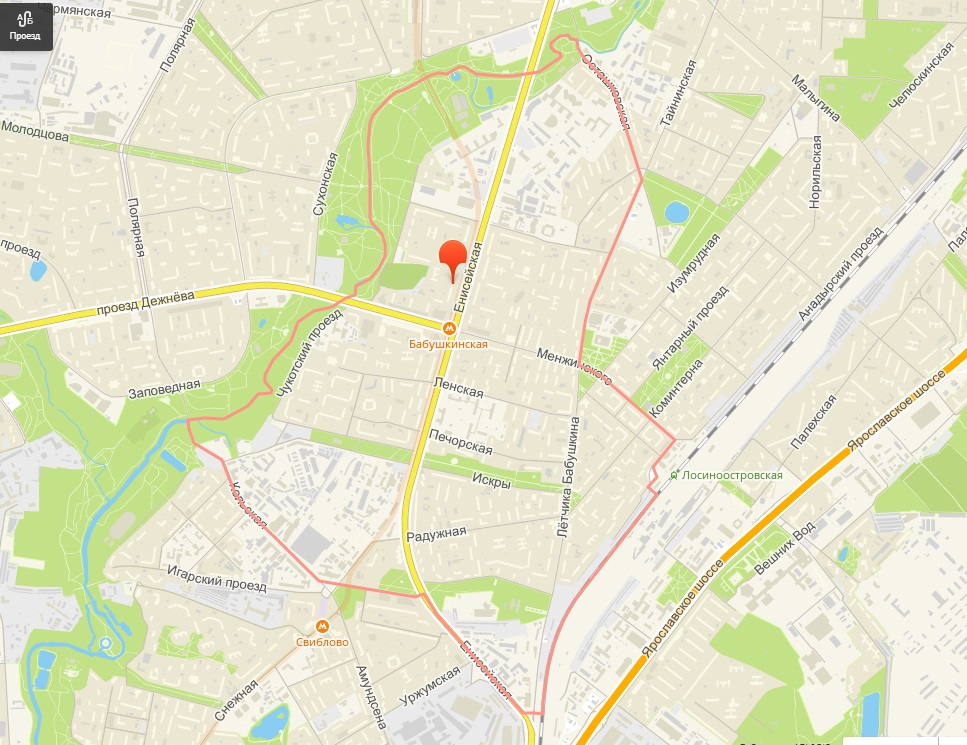 Проезд
Чермянская
Полярная
Молодцова
Сухонская
Полярная
проезд
проезд Дежнёва
Чукотский проезд
Заповедная
Осташковская
Тайнинская
Малыгина
Челюскинская
Норильская
Енисейская
Изумрудная
Анадырский проезд
Янтарный проезд
Бабушкинская
Менжинского
Коминтерна
Ленская
Печорская
Искры
Лётчика Бабушкина
Палехская
Ярославское шоссе
Лосиноостровская
Кольская
Радужная
Игарский проезд
Вешних Вод
Ярославское шоссе
Свиблово
Енисейская
Уржумская
Снежная
Амундсена